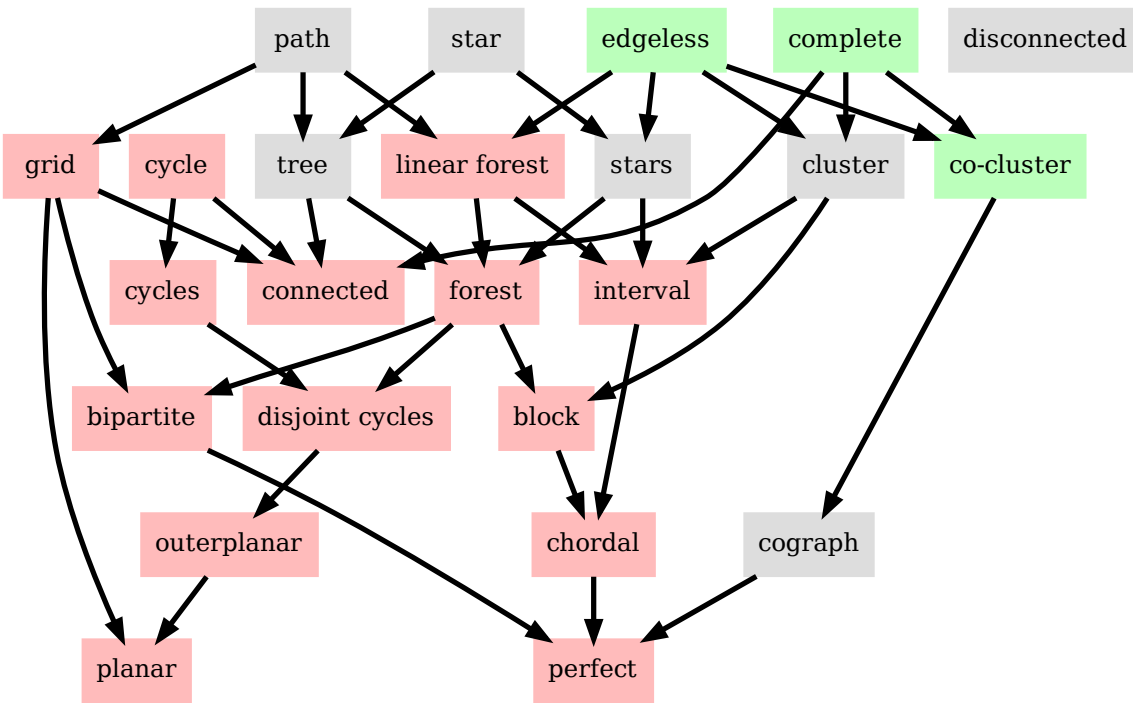 path
star
edgeless
complete
disconnected
grid
cycle
tree
linear forest
stars
cluster
co-cluster
cycles
connected
forest
interval
bipartite
disjoint cycles
block
outerplanar
chordal
cograph
planar
perfect